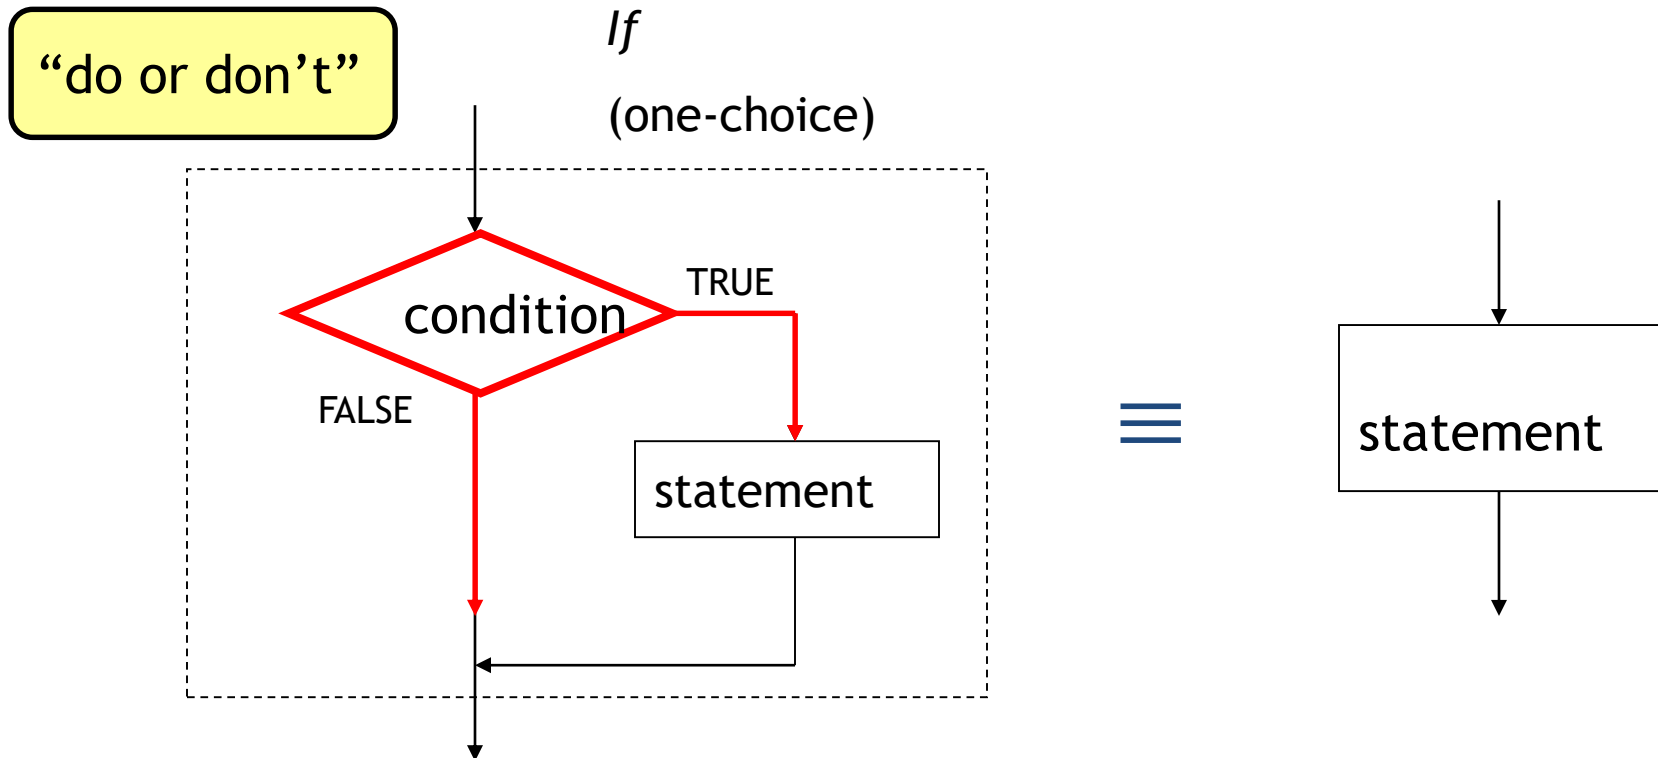 If
“do or don’t”
(one-choice)
TRUE
condition
FALSE
≡
statement
statement